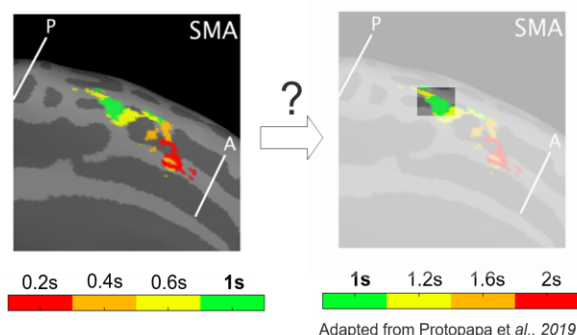 P
SMA
A
?
P
SMA
A
0.2s 0.4s 0.6s 1s
1s 1.2s 1.6s 2s
Adapted from Protopapa et al., 2019